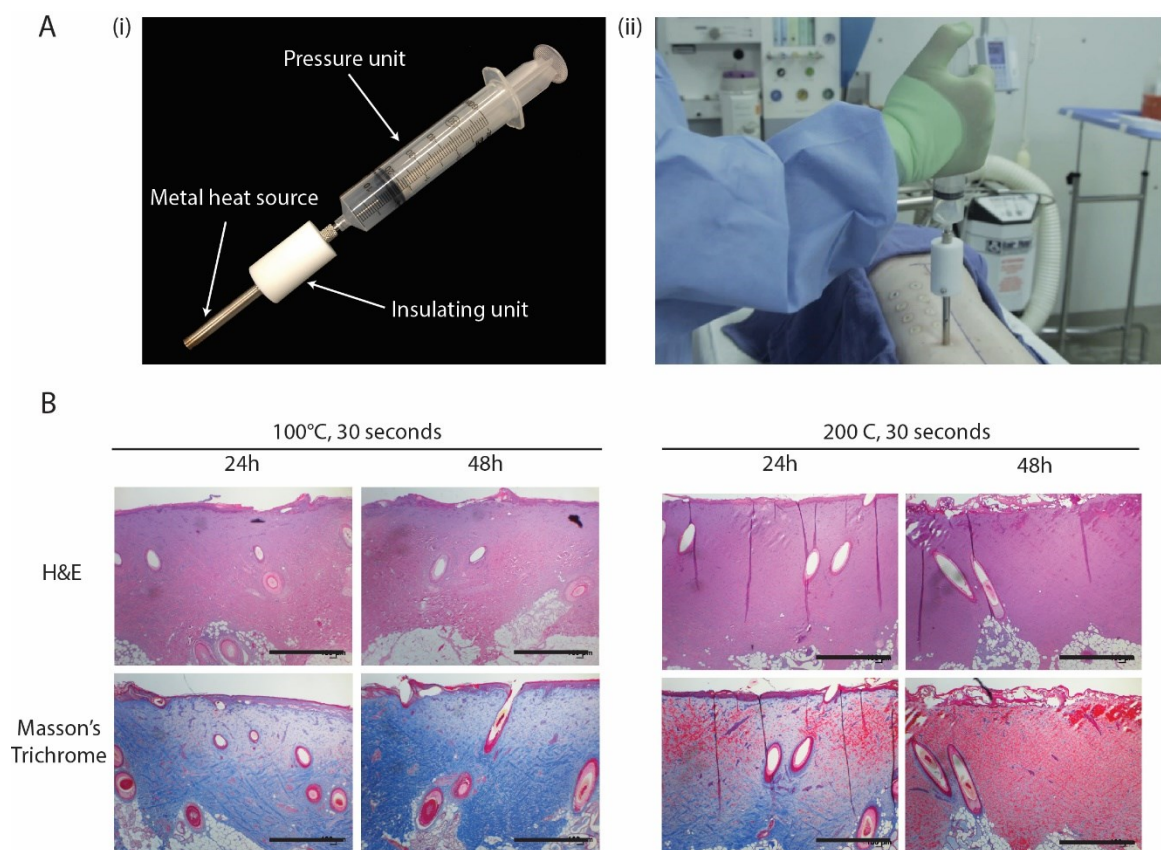 A
(i)
(ii)
Pressure unit
Metal heat source
Insulating unit
B
100°C, 30 seconds
200 C, 30 seconds
24h
48h
24h
48h
H&E
Masson's
Trichrome